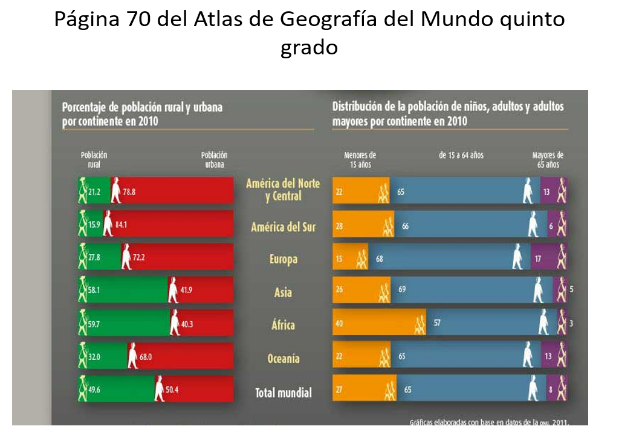 Página 70 del Atlas de Geografía del Mundo quinto
grado
Porcentaje de población rural y urbana
por continente en 2010
Distribución de la población de niños, adultos y adultos
mayores por continente en 2010
Población
rural
Población
urbana
Menores de
15 años
de 15 a 64 años
Mayores de
65 años
21.2 78.8 América del Norte
y Central 22 65 13
15.9 84.1 América del Sur 28 66 6
27.8 72.2 Europa 15 68 17
58.1 41.9 Asia 26 69 5
59.7 40.3 África 40 57 3
32.0 68.0 Oceanía 22 65 13
49.6 50.4 Total mundial 27 65 8
Gráficas elaboradas con base en datos de la ONU, 2011.